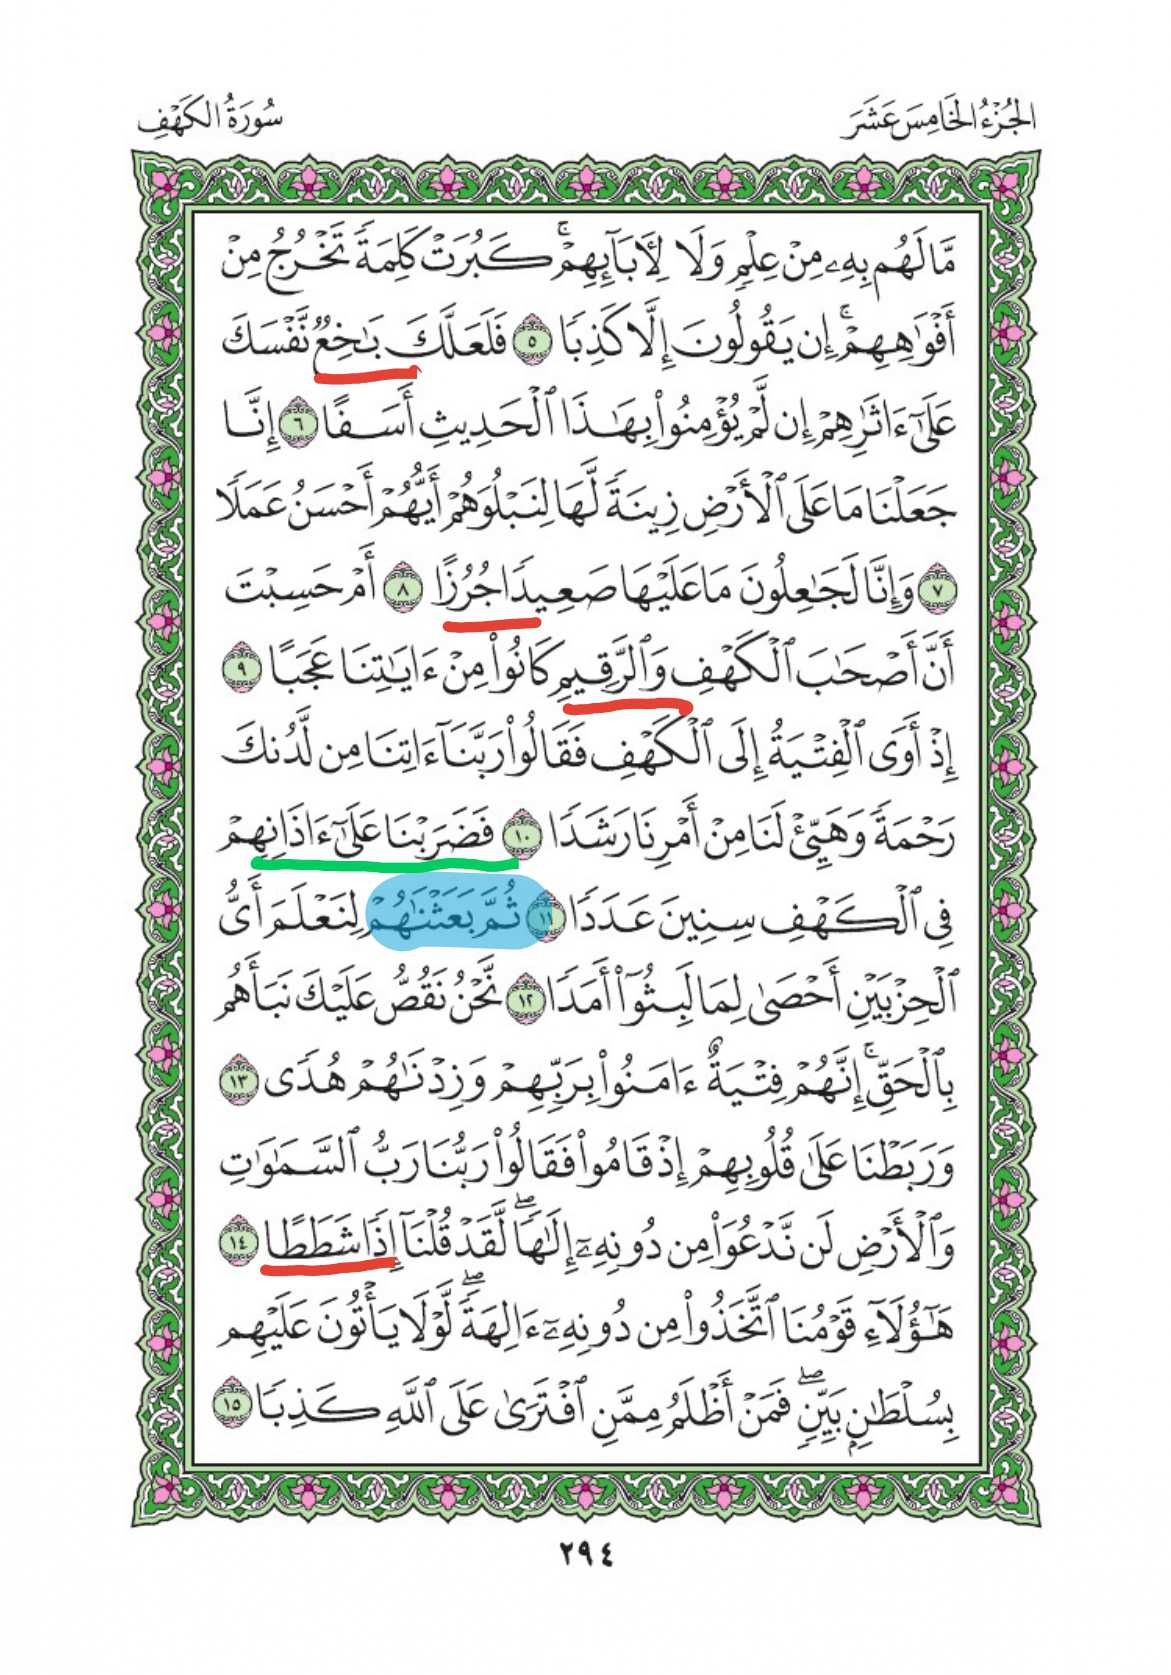 الجُزْءُ الخَامِسَ عَشَرَ
سُورَةُ الكَهْفِ
مَّا لَهُم بِهِۦ مِنْ عِلْمٍ وَلَا لِأَبَآئِهِمْۚ كَبُرَتْ كَلِمَةً تَخْرُجُ مِنْ
أَفْوَٰهِهِمْۚ إِن يَقُولُونَ إِلَّا كَذِبًا ٥ فَلَعَلَّكَ بَٰخِعٌ نَّفْسَكَ
عَلَىٰٓ ءَاثَٰرِهِمْ إِن لَّمْ يُؤْمِنُوا۟ بِهَٰذَا ٱلْحَدِيثِ أَسَفًا ٦ إِنَّا
جَعَلْنَا مَا عَلَى ٱلْأَرْضِ زِينَةً لَّهَا لِنَبْلُوَهُمْ أَيُّهُمْ أَحْسَنُ عَمَلًا
٧ وَإِنَّا لَجَٰعِلُونَ مَا عَلَيْهَا صَعِيدًا جُرُزًا ٨ أَمْ حَسِبْتَ
أَنَّ أَصْحَٰبَ ٱلْكَهْفِ وَٱلرَّقِيمِ كَانُوا۟ مِنْ ءَايَٰتِنَا عَجَبًا ٩
إِذْ أَوَى ٱلْفِتْيَةُ إِلَى ٱلْكَهْفِ فَقَالُوا۟ رَبَّنَآ ءَاتِنَا مِن لَّدُنكَ
رَحْمَةً وَهَيِّئْ لَنَا مِنْ أَمْرِنَا رَشَدًا ١٠ فَضَرَبْنَا عَلَىٰٓ ءَاذَانِهِمْ
فِى ٱلْكَهْفِ سِنِينَ عَدَدًا ١١ ثُمَّ بَعَثْنَٰهُمْ لِنَعْلَمَ أَىُّ
ٱلْحِزْبَيْنِ أَحْصَىٰ لِمَا لَبِثُوٓا۟ أَمَدًا ١٢ نَّحْنُ نَقُصُّ عَلَيْكَ نَبَأَهُم
بِٱلْحَقِّۚ إِنَّهُمْ فِتْيَةٌ ءَامَنُوا۟ بِرَبِّهِمْ وَزِدْنَٰهُمْ هُدًى ١٣
وَرَبَطْنَا عَلَىٰ قُلُوبِهِمْ إِذْ قَامُوا۟ فَقَالُوا۟ رَبُّنَا رَبُّ ٱلسَّمَٰوَٰتِ
وَٱلْأَرْضِ لَن نَّدْعُوَا۟ مِن دُونِهِۦٓ إِلَٰهًاۖ لَّقَدْ قُلْنَآ إِذًا شَطَطًا ١٤
هَٰٓؤُلَآءِ قَوْمُنَا ٱتَّخَذُوا۟ مِن دُونِهِۦٓ ءَالِهَةًۖ لَّوْلَا يَأْتُونَ عَلَيْهِم
بِسُلْطَٰنٍۭ بَيِّنٍۖ فَمَنْ أَظْلَمُ مِمَّنِ ٱفْتَرَىٰ عَلَى ٱللَّهِ كَذِبًا ١٥
٢٩٤